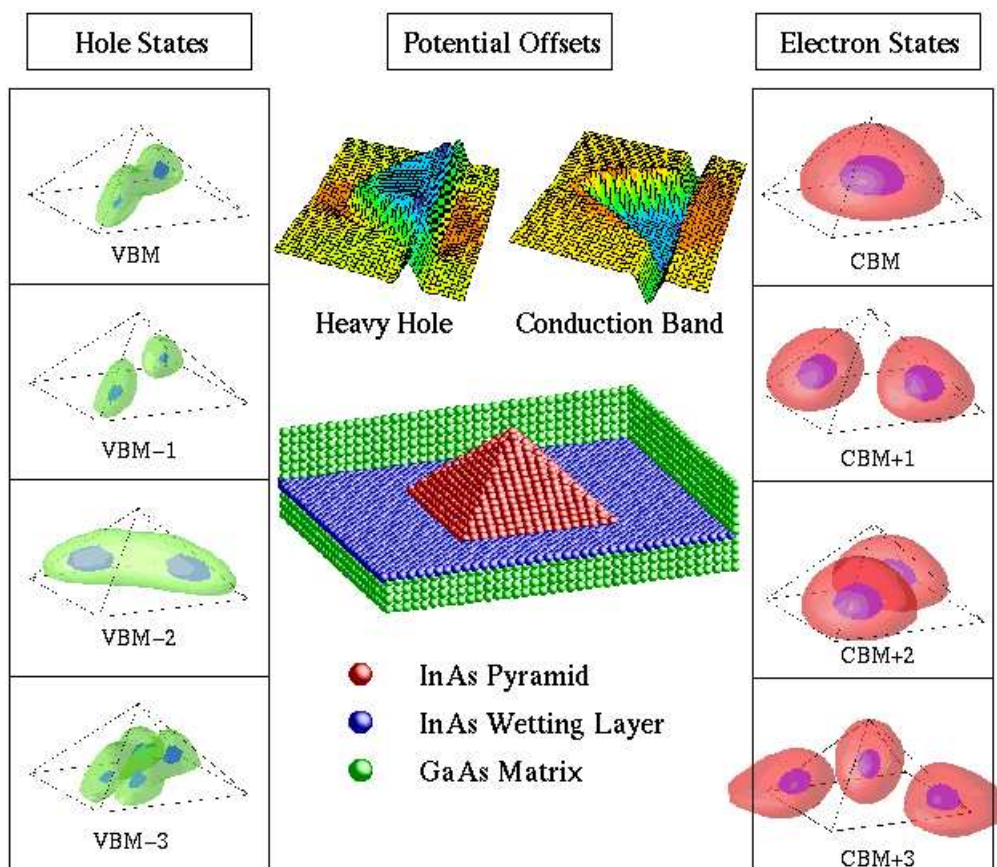 Hole States
Potential Offsets
Electron States
VBM
CBM
Heavy Hole
Conduction Band
VBM-1
CBM+1
VBM-2
CBM+2
InAs Pyramid
InAs Wetting Layer
GaAs Matrix
VBM-3
CBM+3